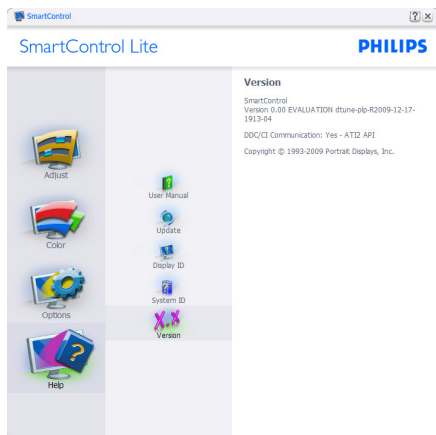 SmartControl
SmartControl Lite
PHILIPS
Adjust
Color
Options
Help
User Manual
Update
Display ID
System ID
X.X
Version
Version
SmartControl
Version 0.00 EVALUATION dtune-plp-R2009-12-17-
1913-04
DDC/CI Communication: Yes - ATI2 API
Copyright © 1993-2009 Portrait Displays, Inc.